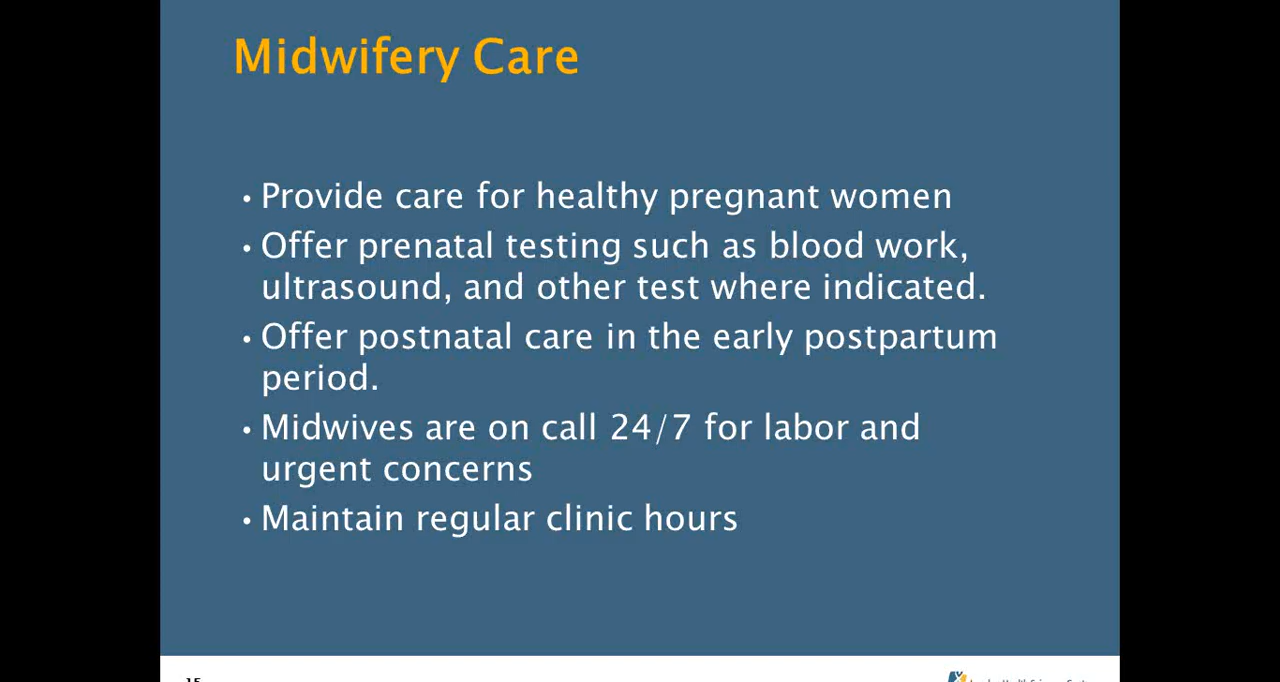 Midwifery Care
• Provide care for healthy pregnant women
• Offer prenatal testing such as blood work,
ultrasound, and other test where indicated.
• Offer postnatal care in the early postpartum
period.
• Midwives are on call 24/7 for labor and
urgent concerns
• Maintain regular clinic hours
15